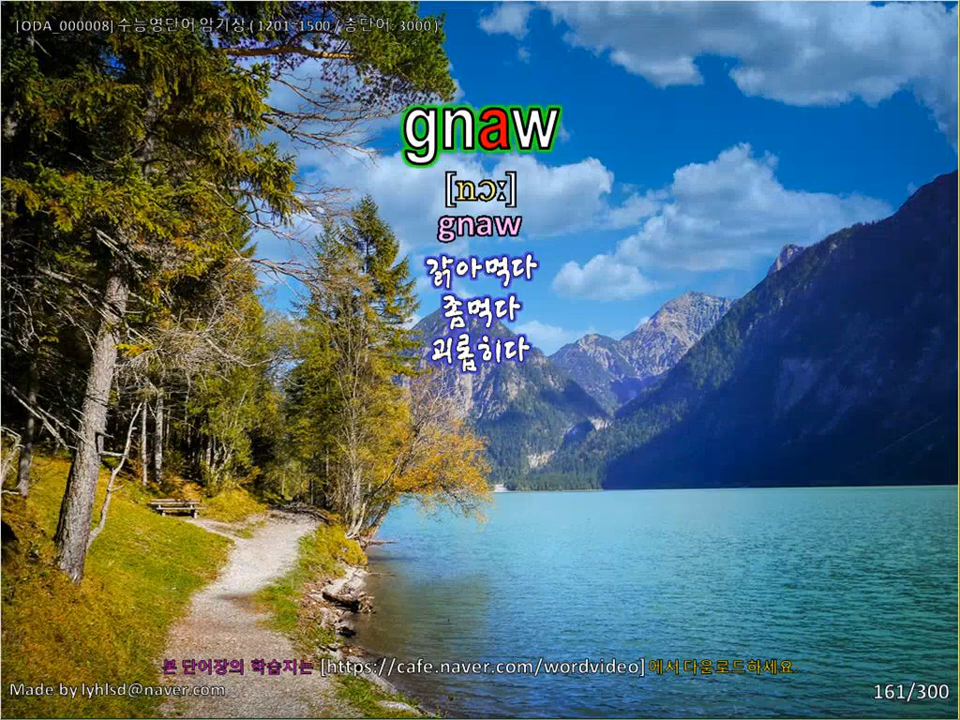 [ODA_000008] 수능영단어 암기상 ( 1201~1500 / 총단어: 3000 )
gnaw
[nɔː]
gnaw
갉아먹다
좀먹다
괴롭히다
본 단어장의 학습지는 [https://cafe.naver.com/wordvideo] 에서 다운로드하세요.
Made by lyhlsd@naver.com
161/300